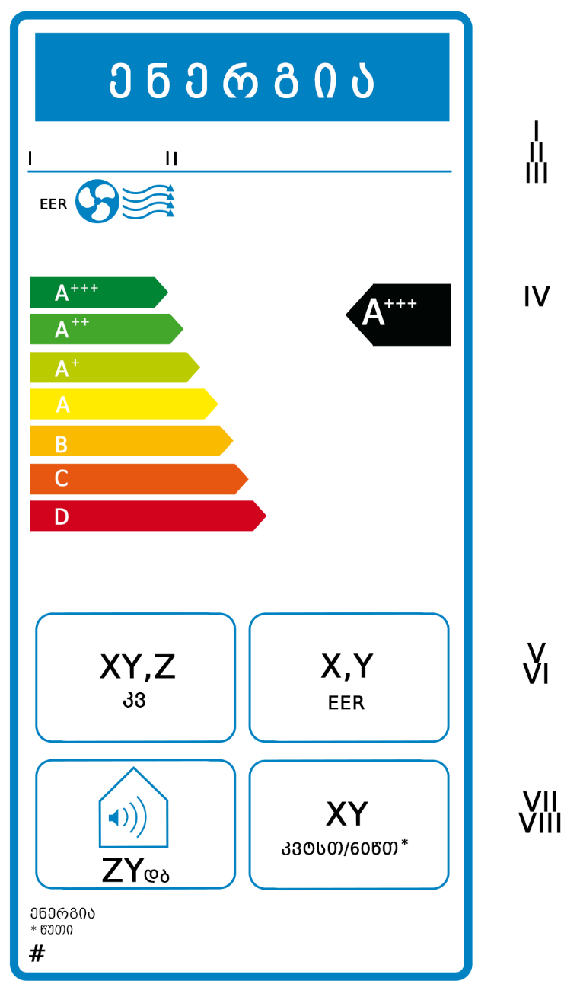 ენერგია
I II
I
II
III
EER
A+++
A+++
IV
A++
A+
A
B
C
D
XY,Z
კვ
X,Y
EER
V
VI
ZYდბ
XY
კვტსთ/60წთ*
VII
VIII
ენერგია
* წუთი
#